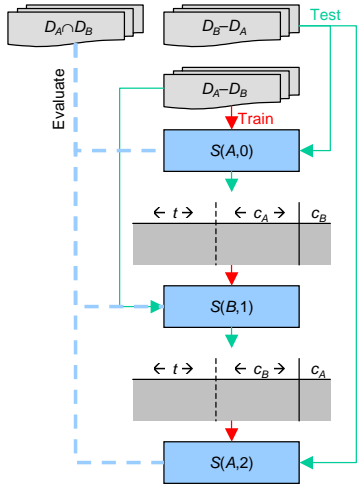 D_A∩D_B
D_B–D_A
Test
D_A–D_B
Evaluate
Train
S(A,0)
← t → ← c_A → c_B
S(B,1)
← t → ← c_B → c_A
S(A,2)